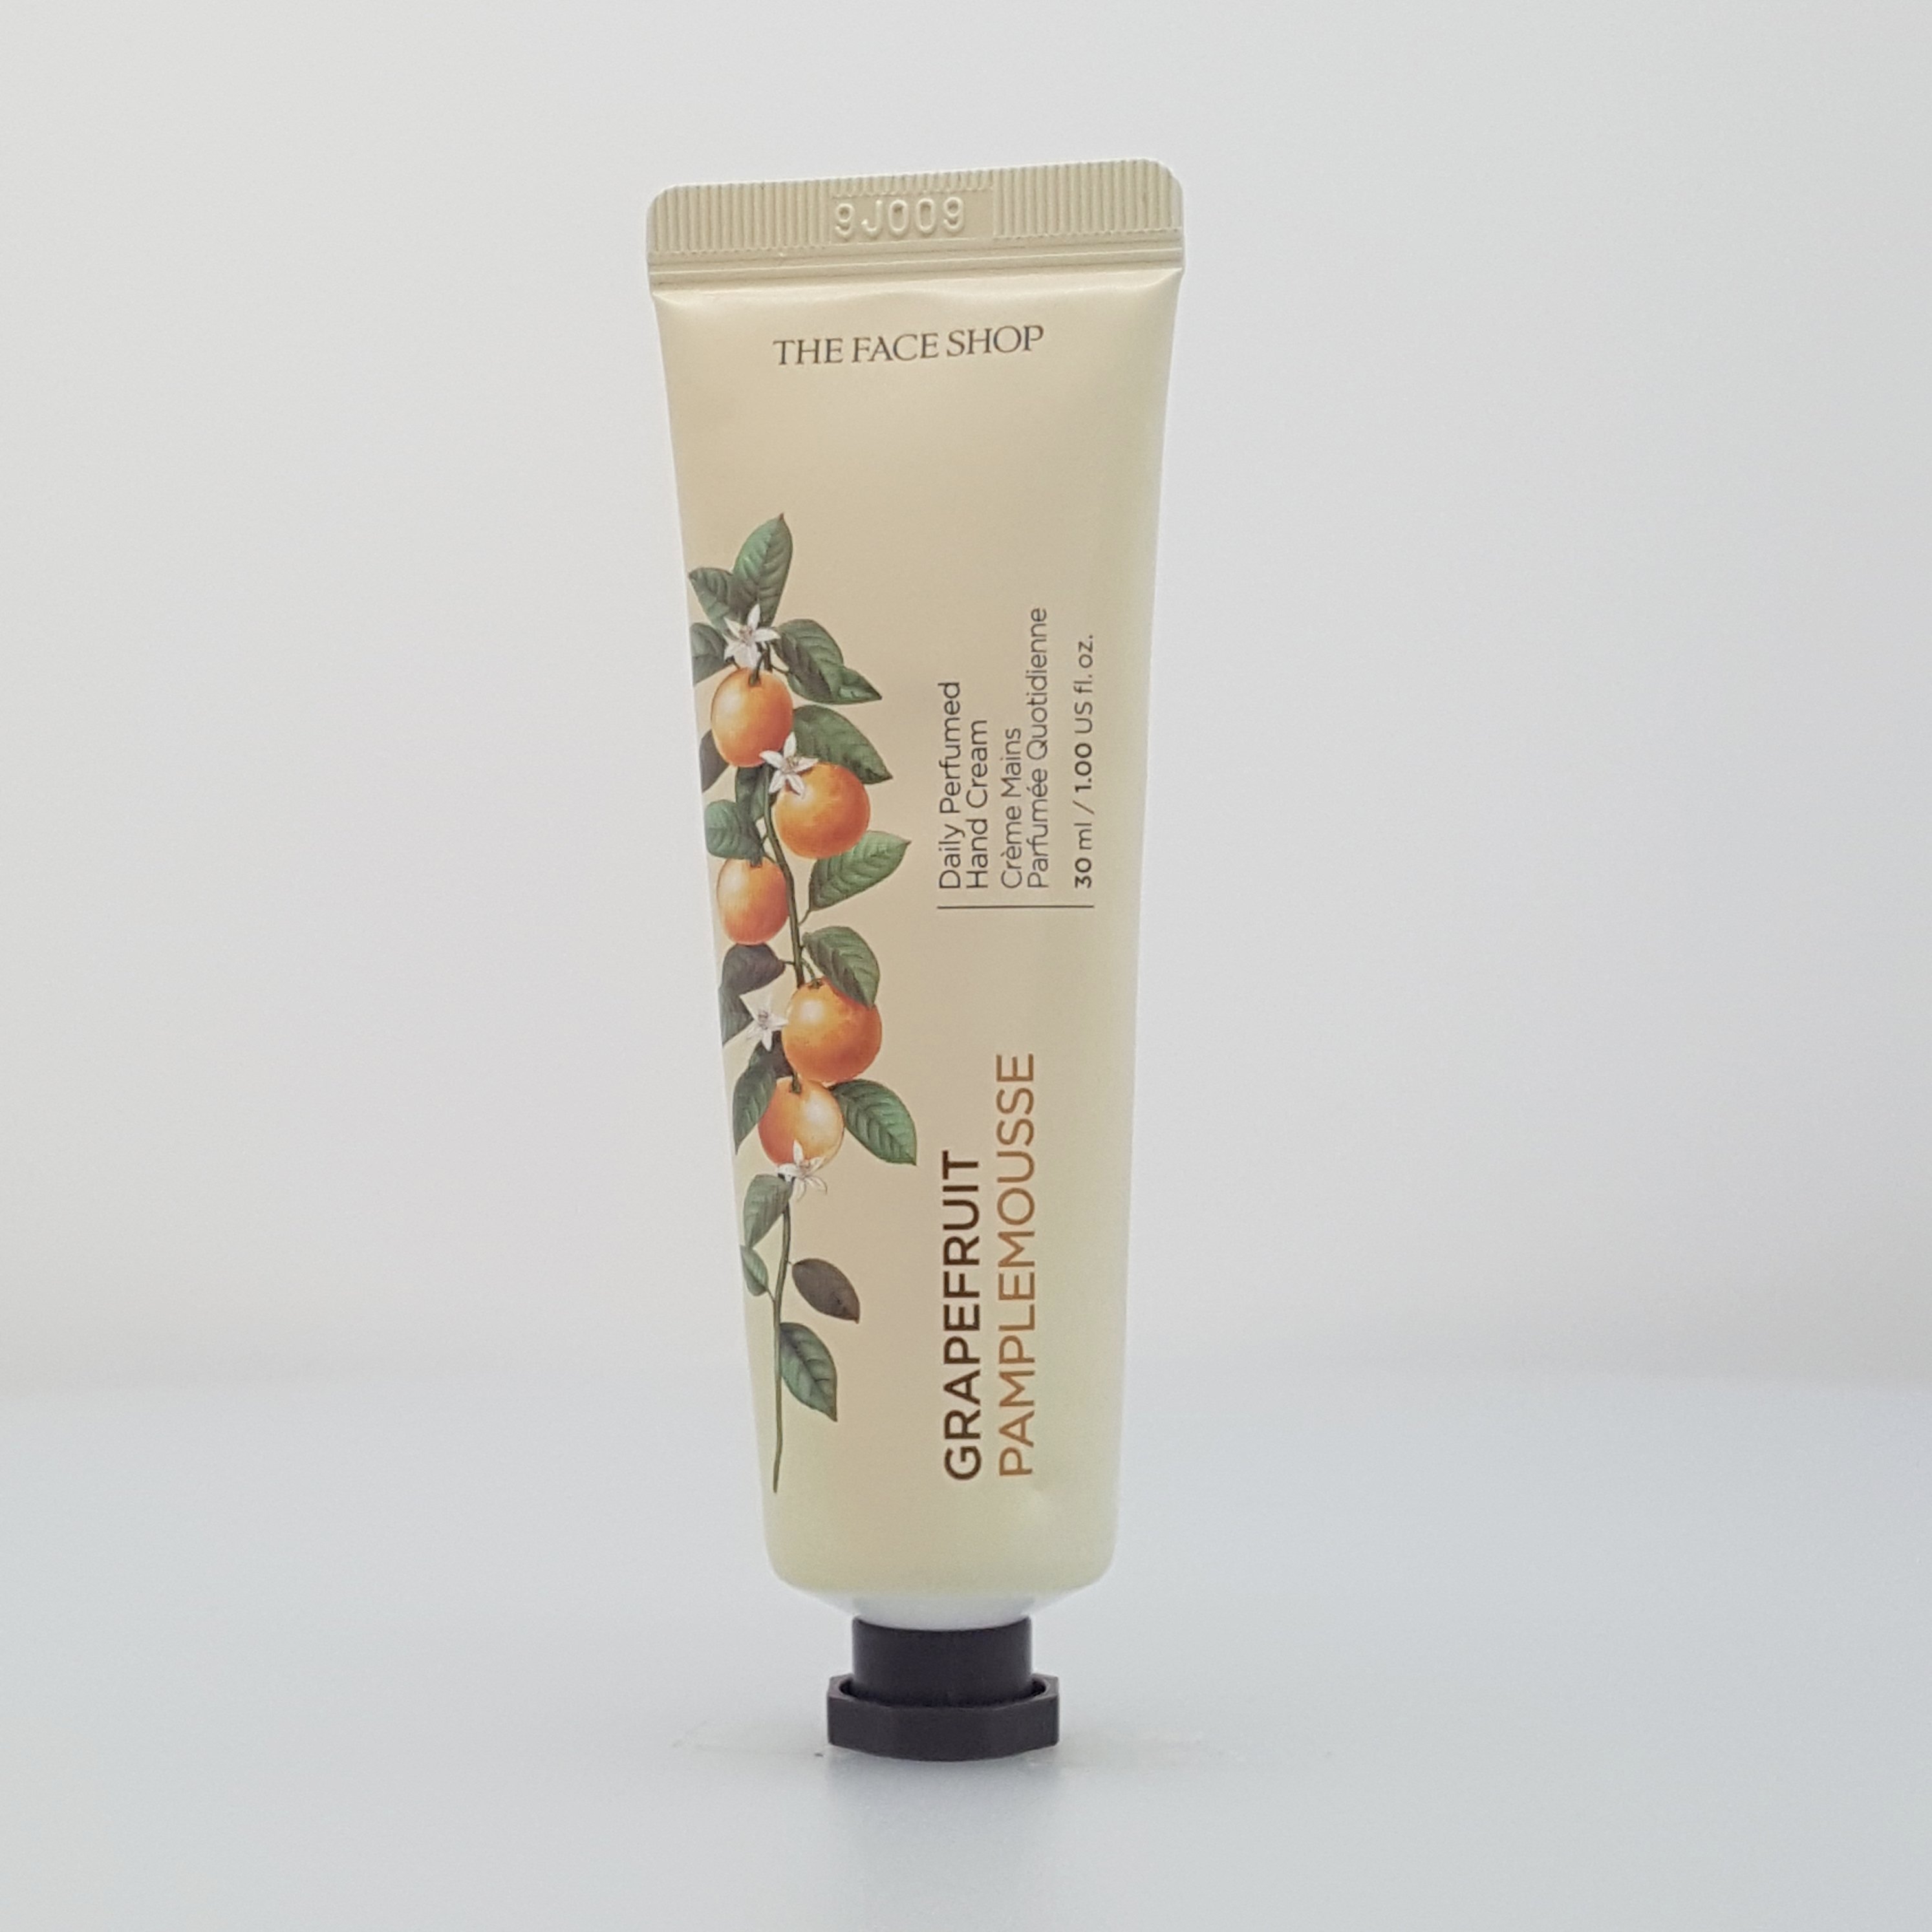 9J009
THE FACE SHOP
GRAPEFRUIT
PAMPLEMOUSSE
Daily Perfumed
Hand Cream
Crème Mains
Parfumée Quotidienne
30 ml / 1.00 US fl. oz.